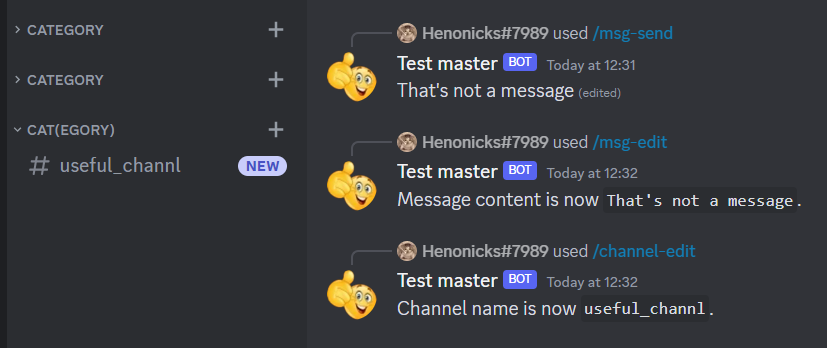 CATEGORY
CATEGORY
CAT(EGORY)
useful_channl NEW
Henonicks#7989 used /msg-send
Test master BOT Today at 12:31
That's not a message (edited)
Henonicks#7989 used /msg-edit
Test master BOT Today at 12:32
Message content is now That's not a message.
Henonicks#7989 used /channel-edit
Test master BOT Today at 12:32
Channel name is now useful_channl.